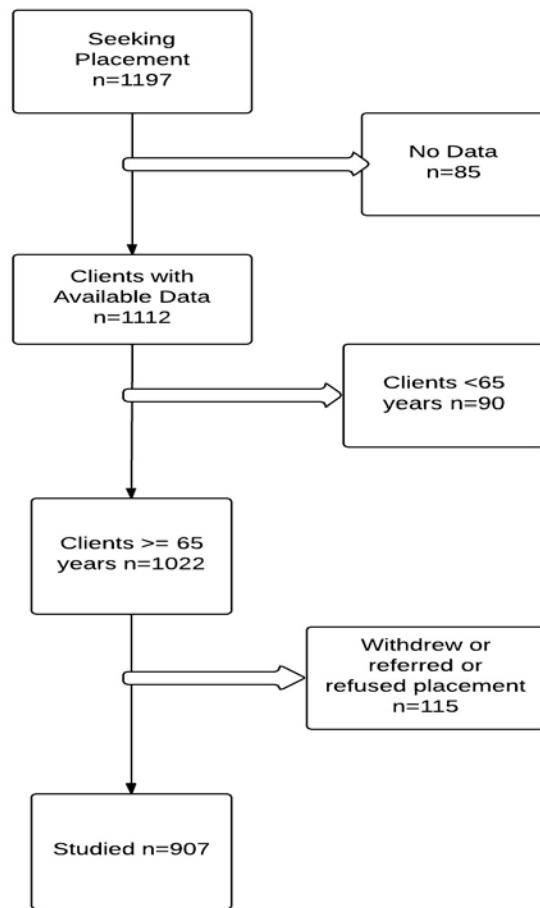 Seeking
Placement
n=1197
No Data
n=85
Clients with
Available Data
n=1112
Clients <65
years n=90
Clients >= 65
years n=1022
Withdrew or
referred or
refused placement
n=115
Studied n=907